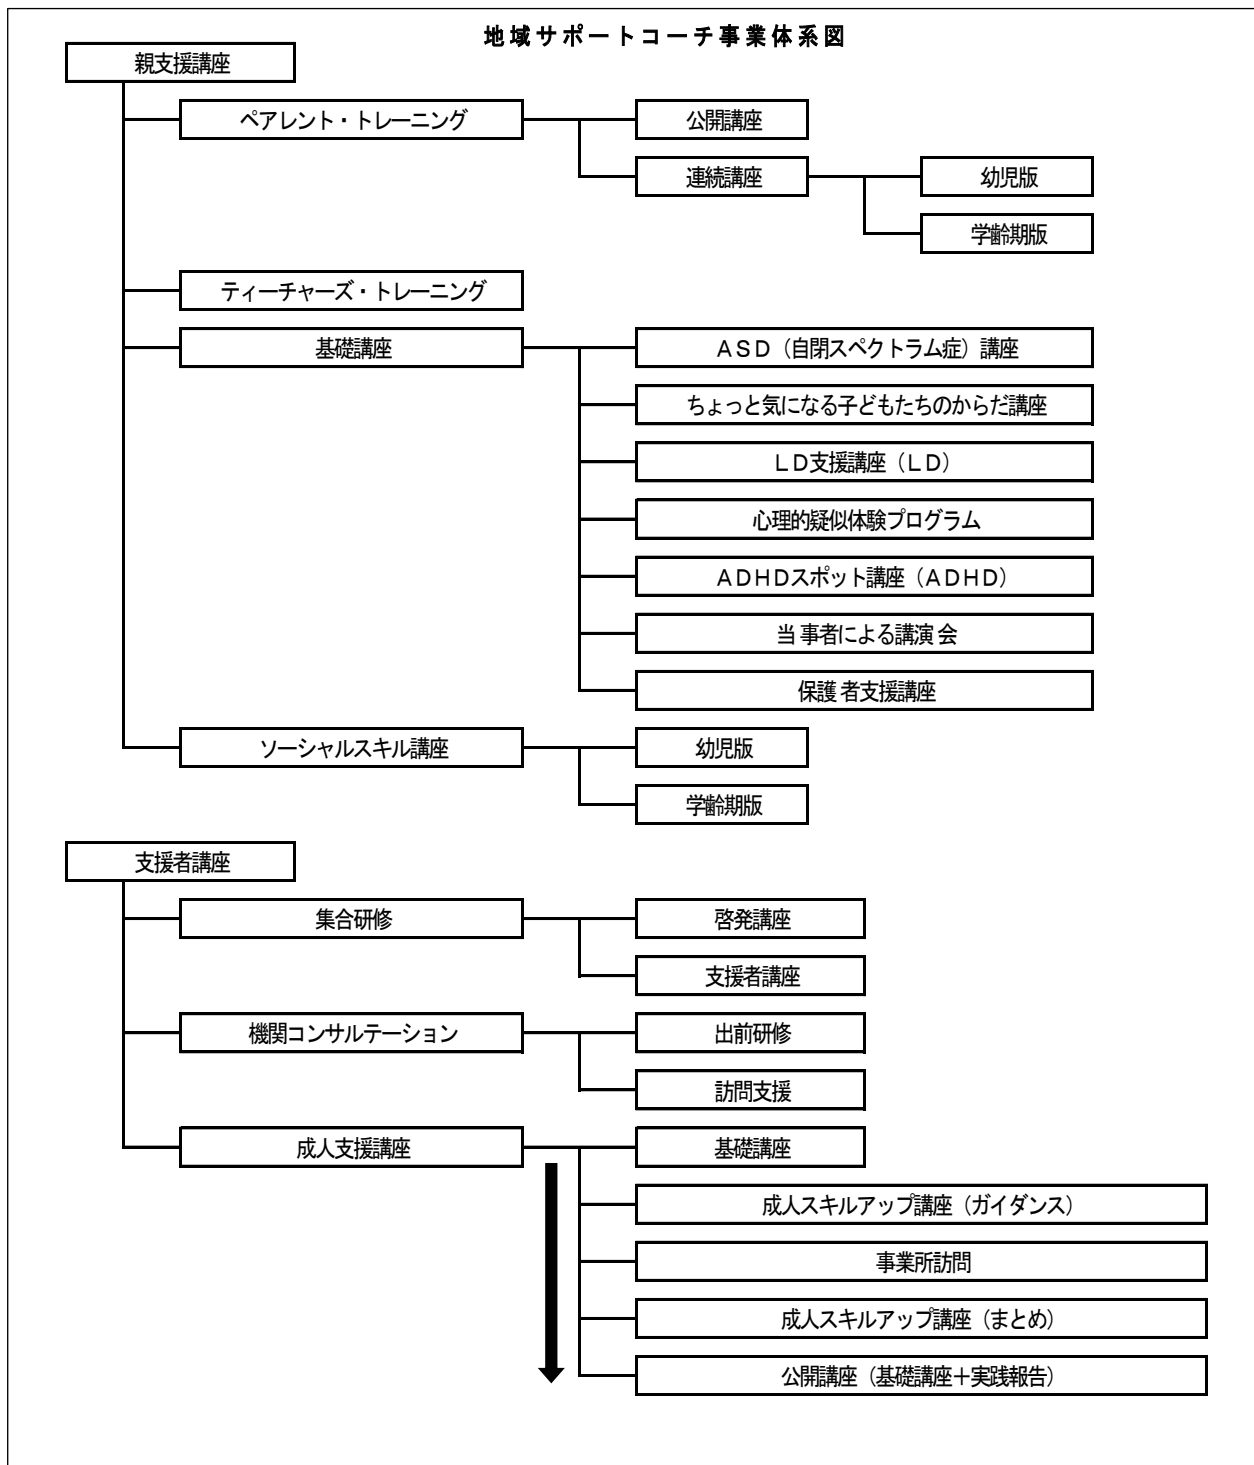 地域サポートコーチ事業体系図
親支援講座
ペアレント・トレーニング
公開講座
連続講座
幼児版
学齢期版
ティーチャーズ・トレーニング
基礎講座
ＡＳＤ（自閉スペクトラム症）講座
ちょっと気になる子どもたちのからだ講座
ＬＤ支援講座（ＬＤ）
心理的疑似体験プログラム
ＡＤＨＤスポット講座（ＡＤＨＤ）
当事者による講演会
保護者支援講座
ソーシャルスキル講座
幼児版
学齢期版
支援者講座
集合研修
啓発講座
支援者講座
機関コンサルテーション
出前研修
訪問支援
成人支援講座
基礎講座
成人スキルアップ講座（ガイダンス）
事業所訪問
成人スキルアップ講座（まとめ）
公開講座（基礎講座＋実践報告）